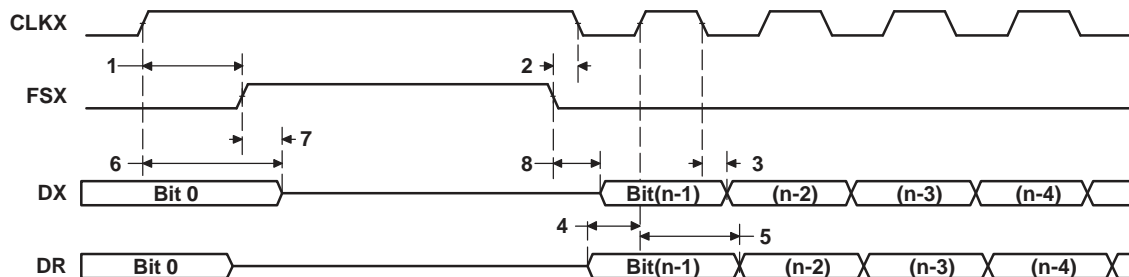 CLKX
1 2
FSX
7
6 8 3
DX Bit 0 Bit(n-1) (n-2) (n-3) (n-4)
4 5
DR Bit 0 Bit(n-1) (n-2) (n-3) (n-4)